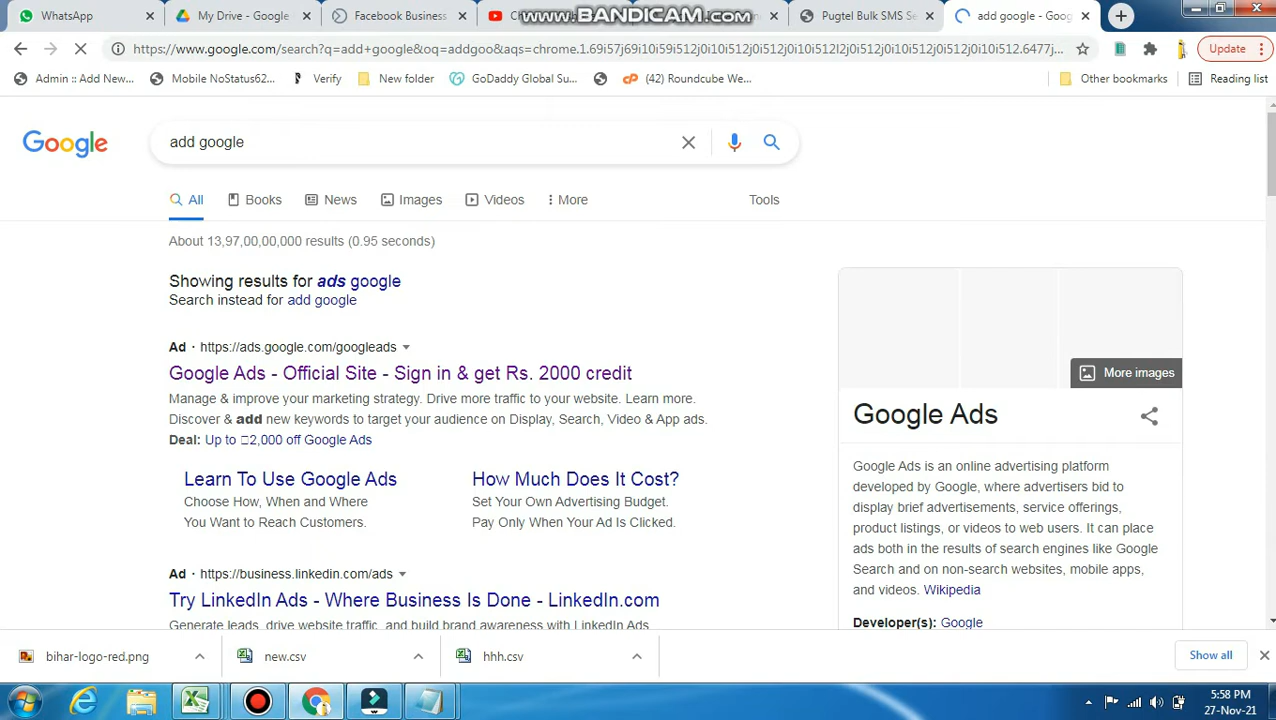 WhatsApp
My Drive - Google
Facebook Business
www.BANDICAM.com
Pugtel Bulk SMS Se
add google - Goog
https://www.google.com/search?q=add+google&oq=addgoo&aqs=chrome.1.69i57j69i10i59i512j0i10i512j0i512j0i10i512l2j0i512j0i10i512j0i512j0i10i512.6477j...
Update
Admin :: Add New...
Mobile NoStatus62...
Verify
New folder
GoDaddy Global Su...
(42) Roundcube We...
Other bookmarks
Reading list
Google
add google
All
Books
News
Images
Videos
More
Tools
About 13,97,00,00,000 results (0.95 seconds)
Showing results for ads google
Search instead for add google
Ad · https://ads.google.com/googleads
Google Ads - Official Site - Sign in & get Rs. 2000 credit
Manage & improve your marketing strategy. Drive more traffic to your website. Learn more.
Discover & add new keywords to target your audience on Display, Search, Video & App ads.
Deal: Up to □2,000 off Google Ads
Learn To Use Google Ads
Choose How, When and Where
You Want to Reach Customers.
How Much Does It Cost?
Set Your Own Advertising Budget.
Pay Only When Your Ad Is Clicked.
Ad · https://business.linkedin.com/ads
Try LinkedIn Ads - Where Business Is Done - LinkedIn.com
Generate leads, drive website traffic, and build brand awareness with LinkedIn Ads
More images
Google Ads
Google Ads is an online advertising platform
developed by Google, where advertisers bid to
display brief advertisements, service offerings,
product listings, or videos to web users. It can place
ads both in the results of search engines like Google
Search and on non-search websites, mobile apps,
and videos. Wikipedia
Developer(s): Google
bihar-logo-red.png
new.csv
hhh.csv
Show all
5:58 PM
27-Nov-21